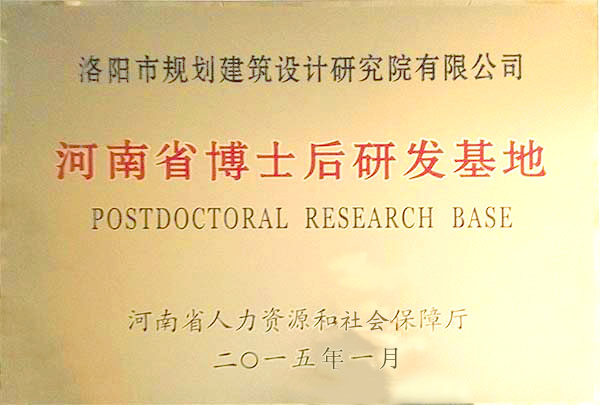 洛阳市规划建筑设计研究院有限公司
河南省博士后研发基地
POSTDOCTORAL RESEARCH BASE
河南省人力资源和社会保障厅
二〇一五年一月